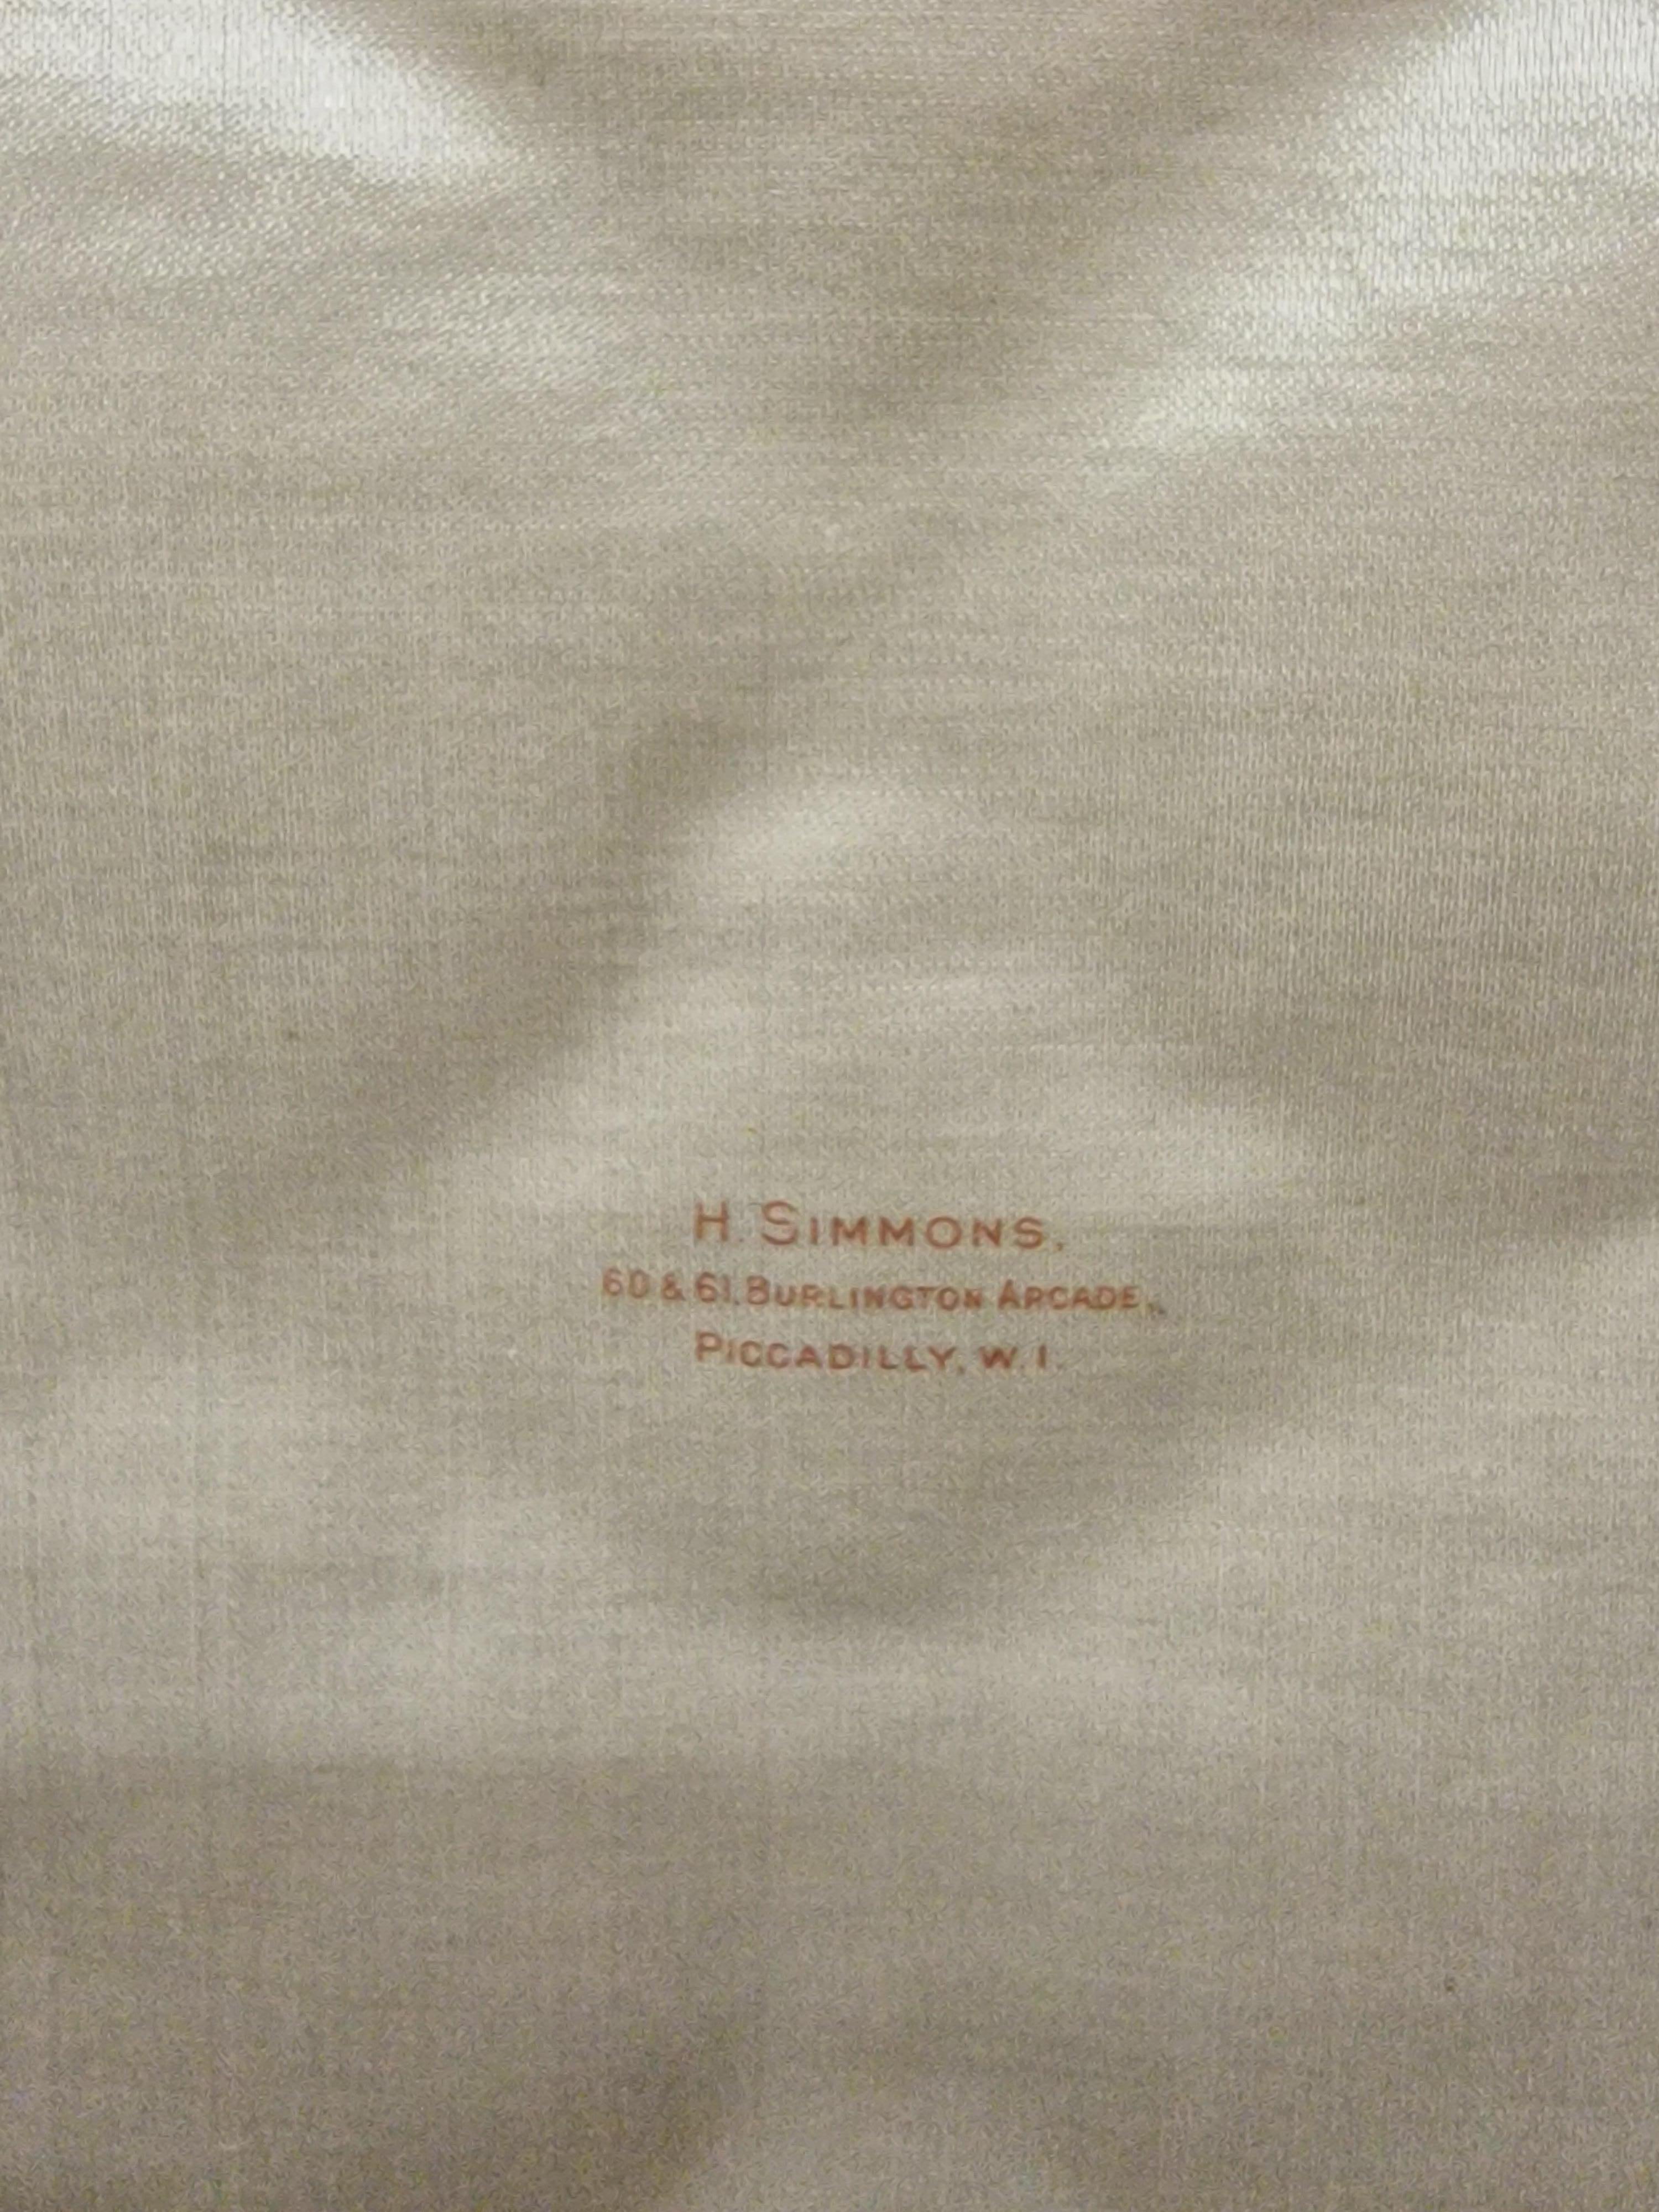 H. SIMMONS,
60 & 61, BURLINGTON ARCADE,
PICCADILLY, W. 1.